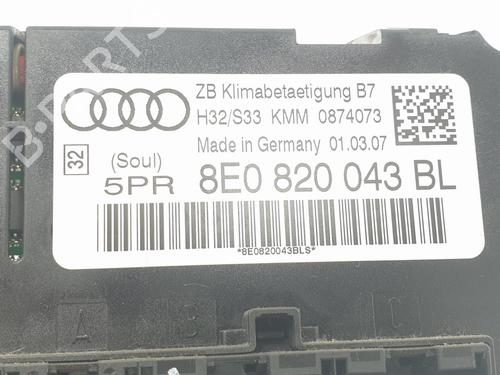 ZB Klimabetaetigung B7
H32/S33 KMM 0874073
Made in Germany 01.03.07
32
(Soul)
5PR 8E0 820 043 BL
*8E0820043BLS*
A
B
C